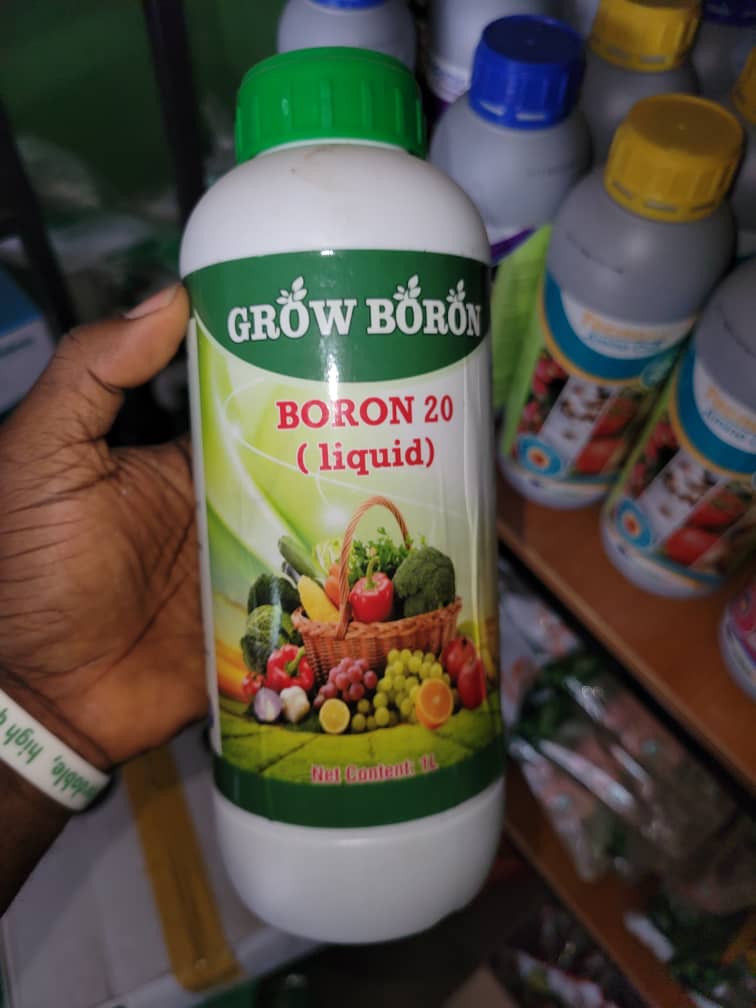 GROW BORON
BORON 20
( liquid)
Net Content: 1L